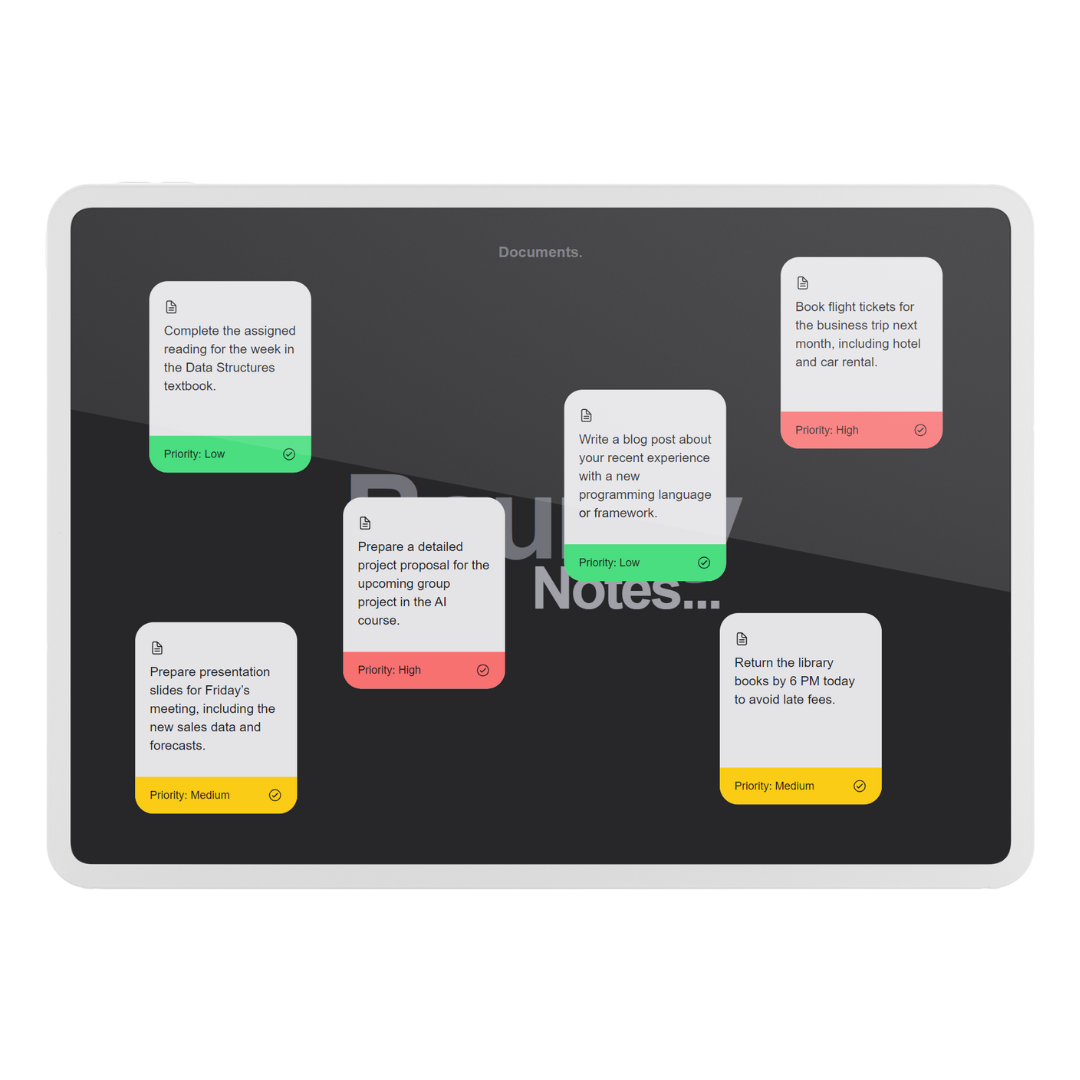 Documents.
Complete the assigned
reading for the week in
the Data Structures
textbook.
Priority: Low
Book flight tickets for
the business trip next
month, including hotel
and car rental.
Priority: High
Write a blog post about
your recent experience
with a new
programming language
or framework.
Priority: Low
Prepare a detailed
project proposal for the
upcoming group
project in the AI
course.
Priority: High
Notes...
Prepare presentation
slides for Friday's
meeting, including the
new sales data and
forecasts.
Priority: Medium
Return the library
books by 6 PM today
to avoid late fees.
Priority: Medium